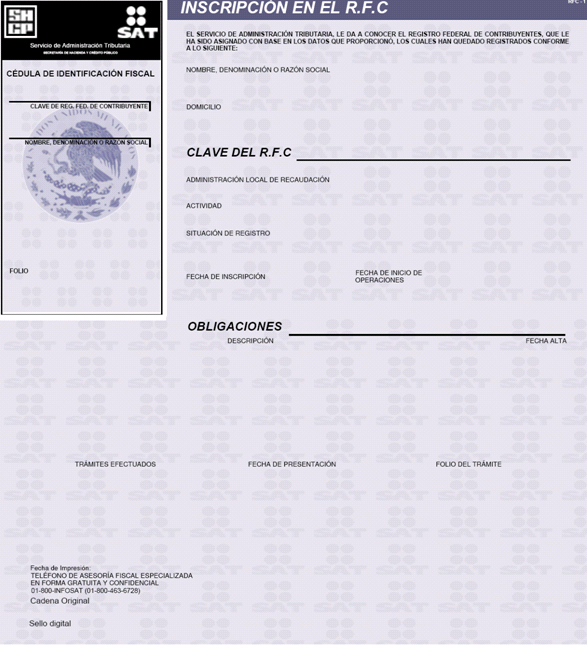 INSCRIPCIÓN EN EL R.F.C
RFC - 1
SHCP
SAT
Servicio de Administración Tributaria
SECRETARÍA DE HACIENDA Y CRÉDITO PÚBLICO
CÉDULA DE IDENTIFICACIÓN FISCAL
CLAVE DE REG. FED. DE CONTRIBUYENTE
NOMBRE, DENOMINACIÓN O RAZÓN SOCIAL
FOLIO
EL SERVICIO DE ADMINISTRACIÓN TRIBUTARIA, LE DA A CONOCER EL REGISTRO FEDERAL DE CONTRIBUYENTES, QUE LE
HA SIDO ASIGNADO CON BASE EN LOS DATOS QUE PROPORCIONÓ, LOS CUALES HAN QUEDADO REGISTRADOS CONFORME
A LO SIGUIENTE:
NOMBRE, DENOMINACIÓN O RAZÓN SOCIAL
DOMICILIO
CLAVE DEL R.F.C
ADMINISTRACIÓN LOCAL DE RECAUDACIÓN
ACTIVIDAD
SITUACIÓN DE REGISTRO
FECHA DE INSCRIPCIÓN
FECHA DE INICIO DE
OPERACIONES
OBLIGACIONES
DESCRIPCIÓN FECHA ALTA
TRÁMITES EFECTUADOS FECHA DE PRESENTACIÓN FOLIO DEL TRÁMITE
Fecha de Impresión:
TELÉFONO DE ASESORÍA FISCAL ESPECIALIZADA
EN FORMA GRATUITA Y CONFIDENCIAL
01-800-INFOSAT (01-800-463-6728)
Cadena Original
Sello digital